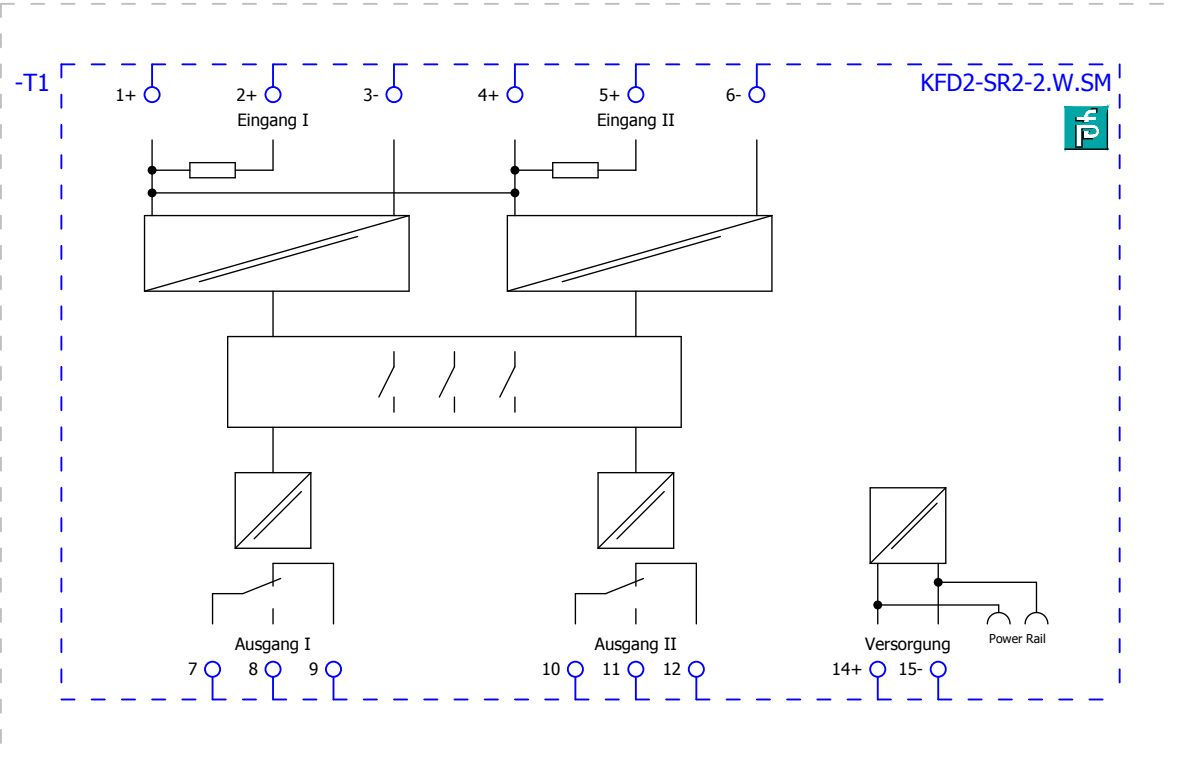 -T1
KFD2-SR2-2.W.SM
1+ 2+ 3- 4+ 5+ 6-
Eingang I Eingang II
Ausgang I Ausgang II Versorgung Power Rail
7 8 9 10 11 12 14+ 15-